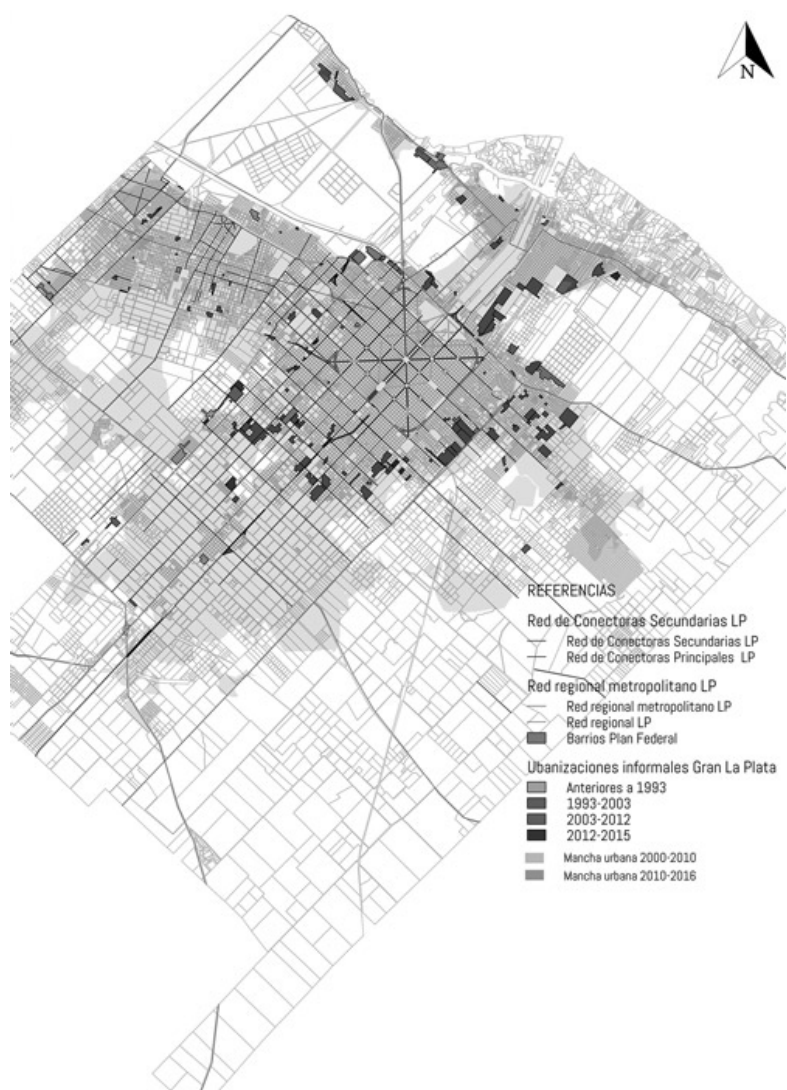 N
REFERENCIAS
Red de Conectoras Secundarias LP
Red de Conectoras Secundarias LP
Red de Conectoras Principales LP
Red regional metropolitano LP
Red regional metropolitano LP
Red regional LP
Barrios Plan Federal
Ubanizaciones informales Gran La Plata
Anteriores a 1993
1993-2003
2003-2012
2012-2015
Mancha urbana 2000-2010
Mancha urbana 2010-2016